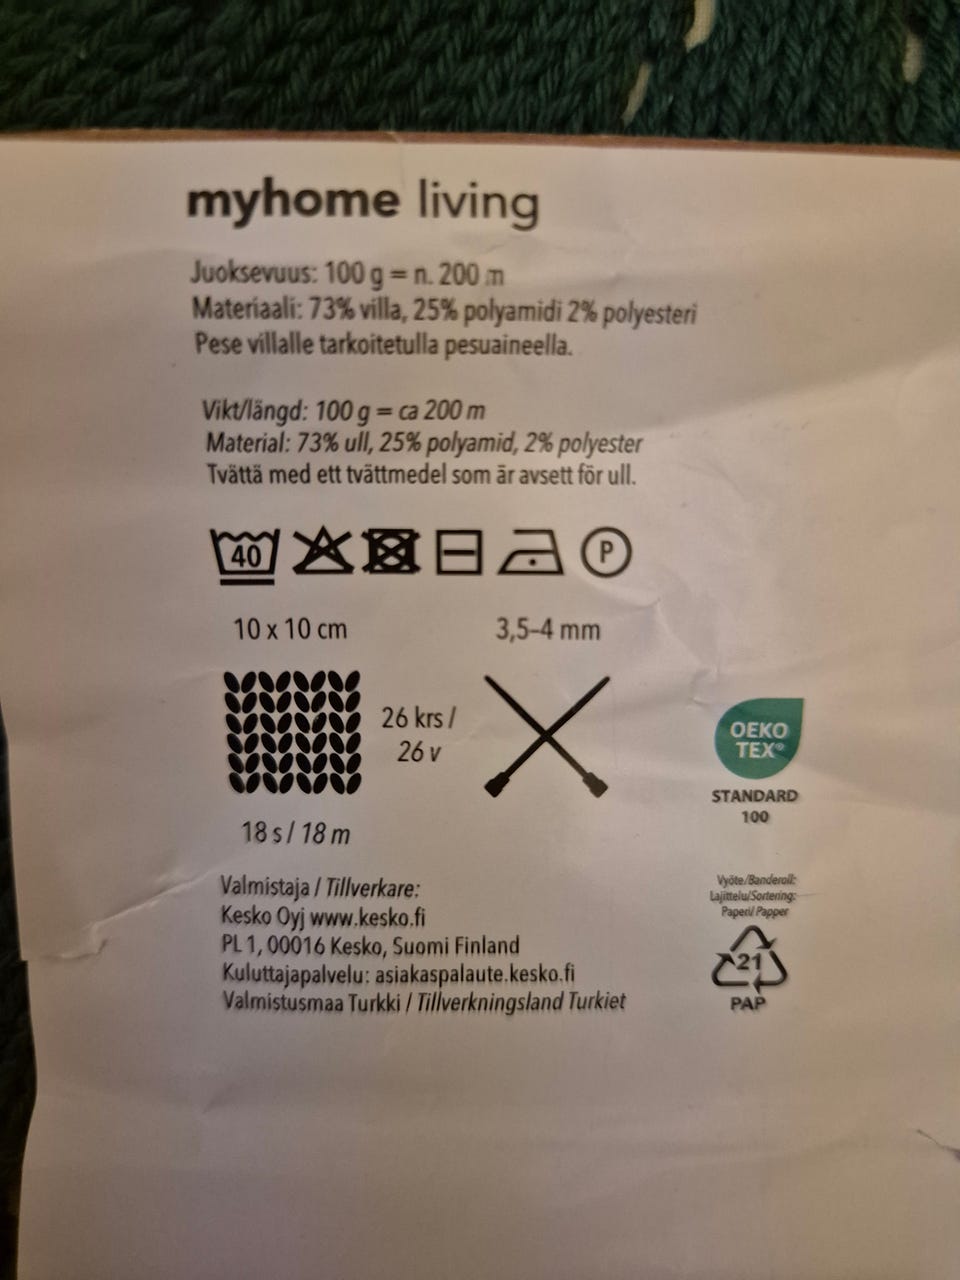 myhome living
Juoksevuus: 100 g = n. 200 m
Materiaali: 73% villa, 25% polyamidi 2% polyesteri
Pese villalle tarkoitetulla pesuaineella.
Vikt/längd: 100 g = ca 200 m
Material: 73% ull, 25% polyamid, 2% polyester
Tvättä med ett tvättmedel som är avsett för ull.
40 P
10 x 10 cm
3,5–4 mm
26 krs /
26 v
18 s / 18 m
OEKO
TEX®
STANDARD
100
Valmistaja / Tillverkare:
Kesko Oyj www.kesko.fi
PL 1, 00016 Kesko, Suomi Finland
Kuluttajapalvelu: asiakaspalaute.kesko.fi
Valmistusmaa Turkki / Tillverkningsland Turkiet
Vyöte/Banderoll:
Lajittelu/Sortering:
Paperi/ Papper
21
PAP